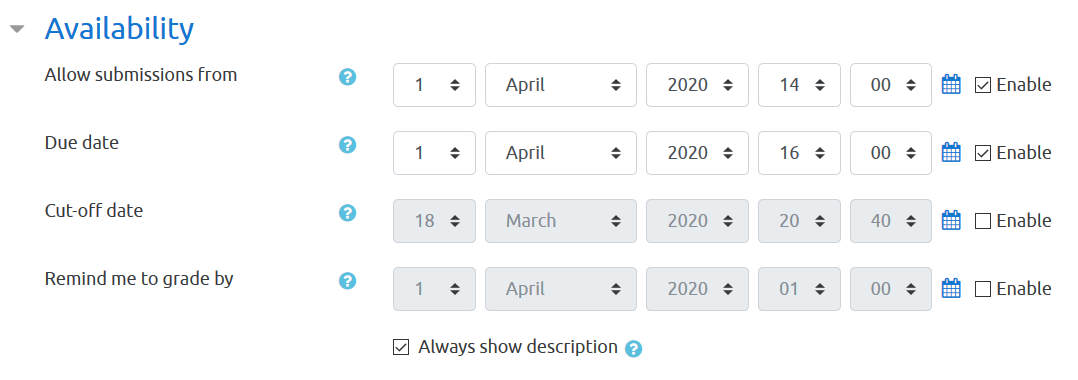 Availability
Allow submissions from ? 1 April 2020 14 00 Enable
Due date ? 1 April 2020 16 00 Enable
Cut-off date ? 18 March 2020 20 40 Enable
Remind me to grade by ? 1 April 2020 01 00 Enable
Always show description ?